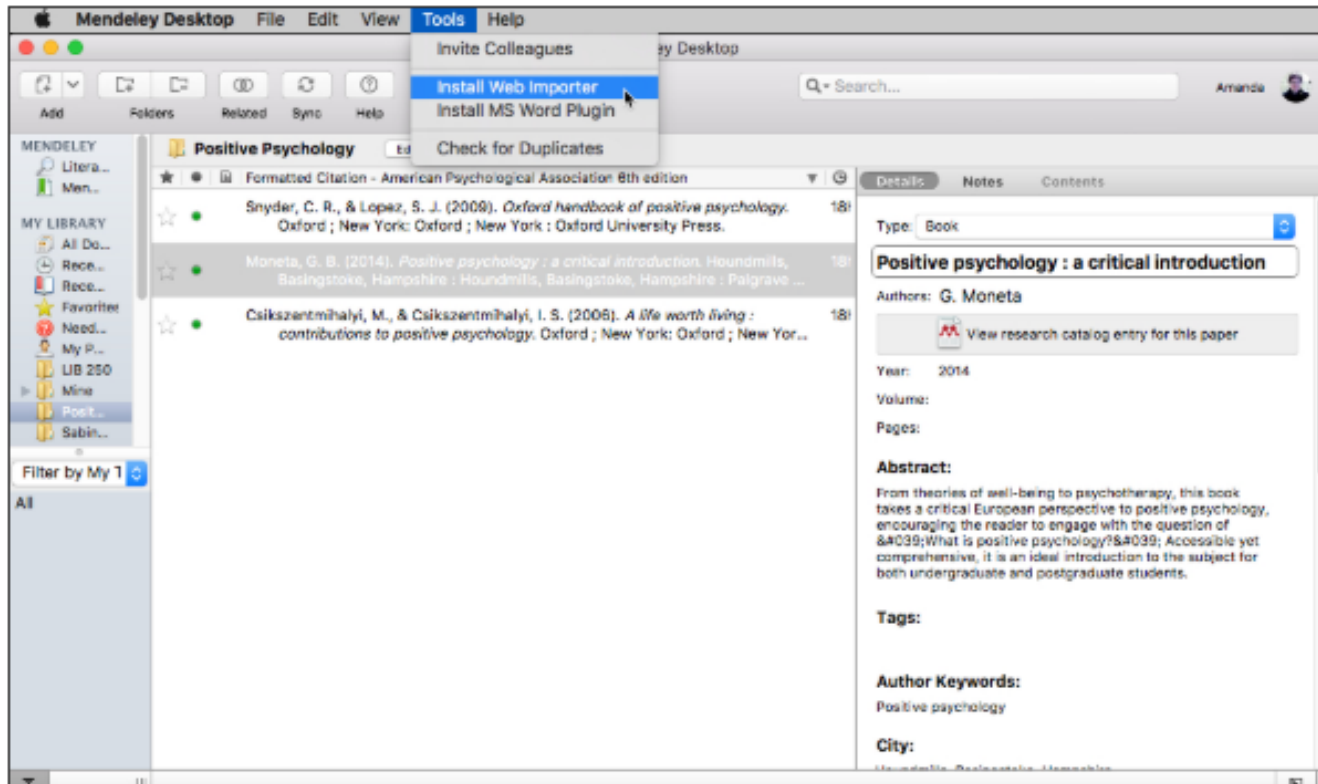 Mendeley Desktop File Edit View Tools Help
ey Desktop
Invite Colleagues
Install Web Importer
Install MS Word Plugin
Check for Duplicates
Search...
Amanda
Add Folders Related Sync Help
MENDELEY
Litera...
Men...
MY LIBRARY
All Do...
Rece...
Rece...
Favorites
Need...
My P...
LIB 250
Mine
Posit...
Sabin...
Filter by My T
All
Positive Psychology Ed
Formatted Citation - American Psychological Association 6th edition
Snyder, C. R., & Lopez, S. J. (2009). Oxford handbook of positive psychology. 18
Oxford ; New York: Oxford ; New York : Oxford University Press.
Moneta, G. B. (2014). Positive psychology : a critical introduction. Houndmills, 18
Basingstoke, Hampshire : Houndmills, Basingstoke, Hampshire : Palgrave ...
Csikszentmihalyi, M., & Csikszentmihalyi, I. S. (2006). A life worth living : 18
contributions to positive psychology. Oxford ; New York: Oxford ; New Yor...
Details Notes Contents
Type: Book
Positive psychology : a critical introduction
Authors: G. Moneta
View research catalog entry for this paper
Year: 2014
Volume:
Pages:
Abstract:
From theories of well-being to psychotherapy, this book
takes a critical European perspective to positive psychology,
encouraging the reader to engage with the question of
&#039;What is positive psychology?&#039; Accessible yet
comprehensive, it is an ideal introduction to the subject for
both undergraduate and postgraduate students.
Tags:
Author Keywords:
Positive psychology
City: